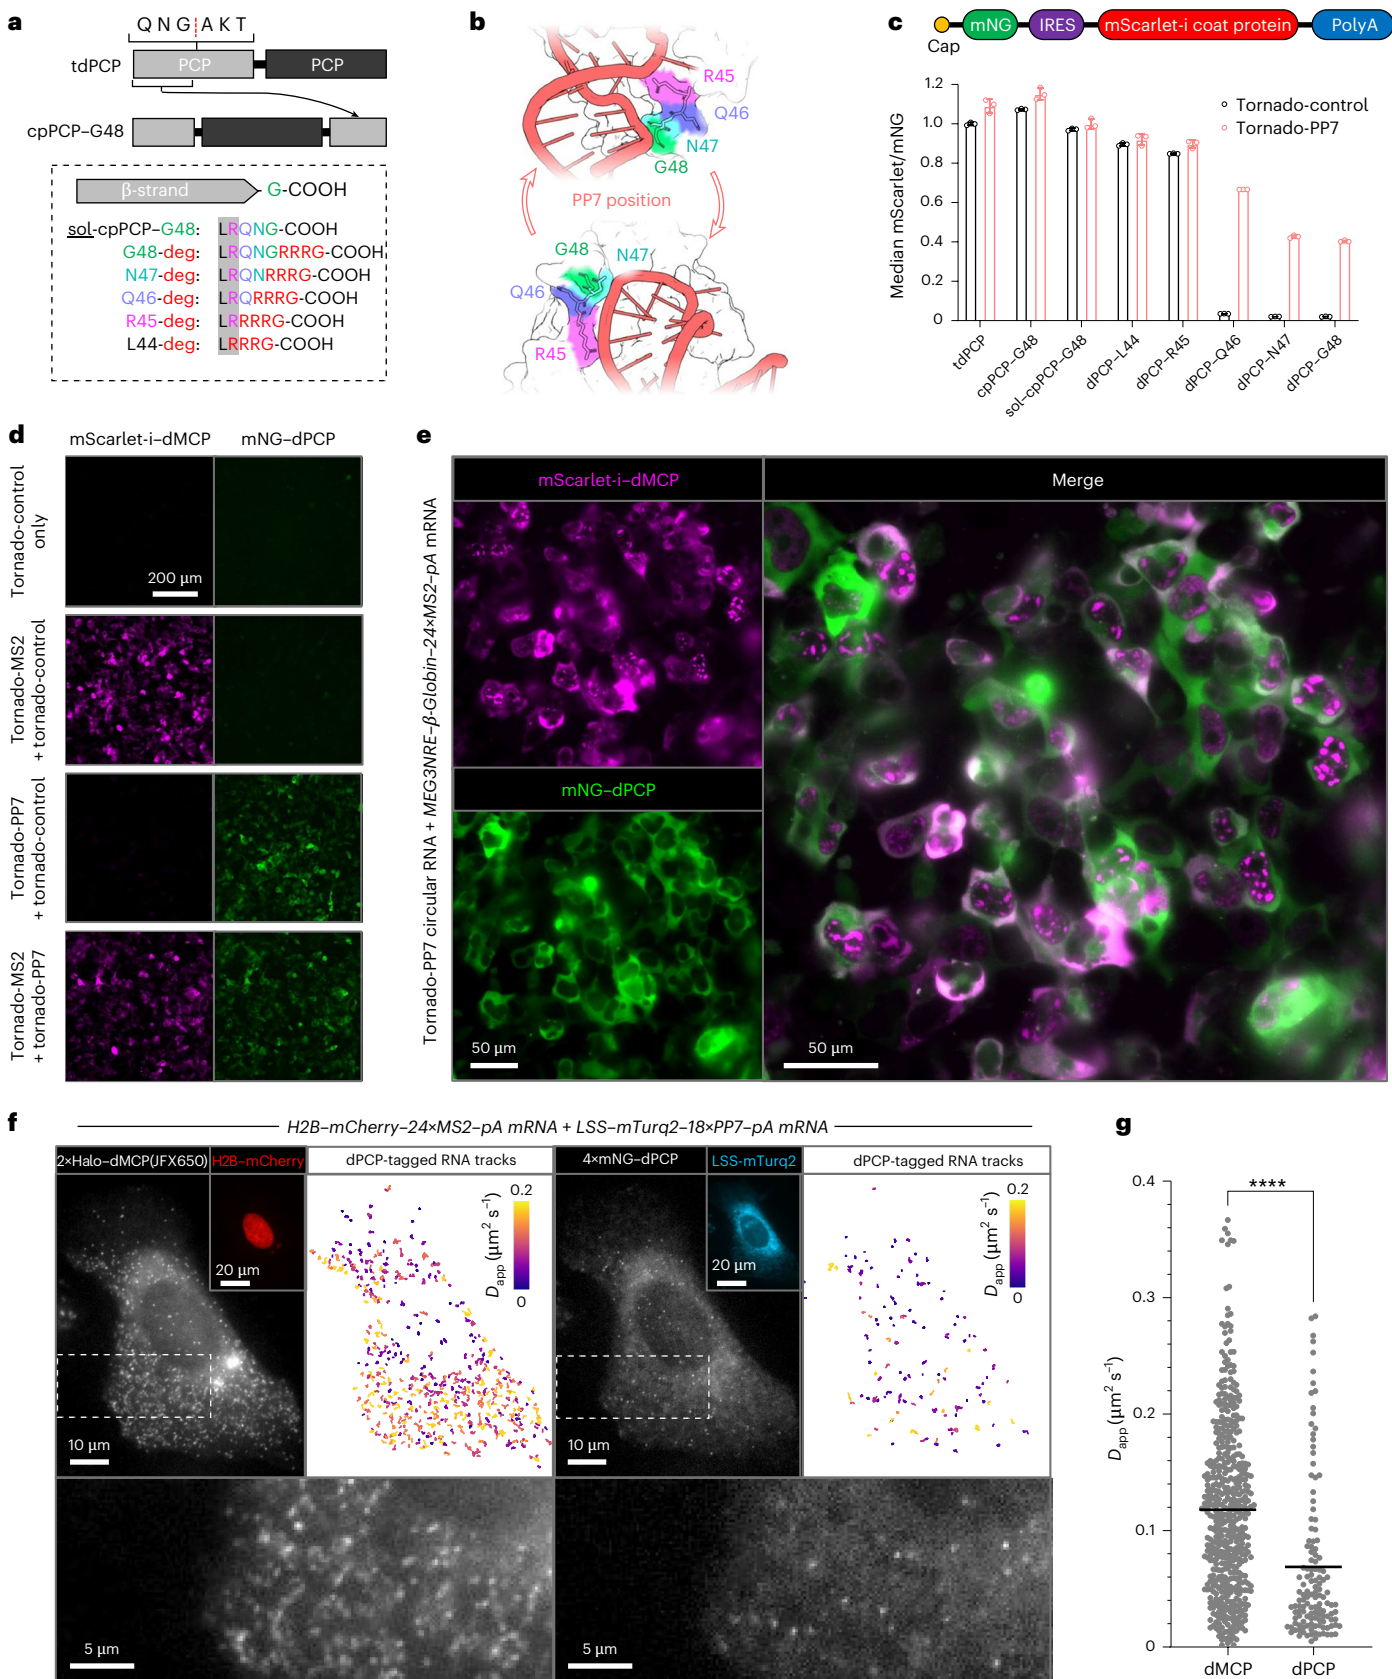 a
Q N G A K T
tdPCP
PCP
PCP
cpPCP–G48
β-strand
G-COOH
sol-cpPCP–G48: LRQNG-COOH
G48-deg: LRQNGRRRG-COOH
N47-deg: LRQNRRRG-COOH
Q46-deg: LRQRRRG-COOH
R45-deg: LRRRRG-COOH
L44-deg: LRRRG-COOH
b
R45
Q46
N47
G48
PP7 position
G48
N47
Q46
R45
c
Cap
mNG
IRES
mScarlet-i coat protein
PolyA
Median mScarlet/mNG
1.2
1.0
0.8
0.6
0.4
0.2
0
Tornado-control
Tornado-PP7
tdPCP
cpPCP–G48
sol–cpPCP–G48
dPCP–L44
dPCP–R45
dPCP–Q46
dPCP–N47
dPCP–G48
d
mScarlet-i–dMCP
mNG–dPCP
Tornado-control
only
200 μm
Tornado-MS2
+ tornado-control
Tornado-PP7
+ tornado-control
Tornado-MS2
+ tornado-PP7
e
Tornado-PP7 circular RNA + MEG3NRE–β-Globin–24×MS2–pA mRNA
mScarlet-i–dMCP
Merge
mNG–dPCP
50 μm
50 μm
f
H2B–mCherry–24×MS2–pA mRNA + LSS–mTurq2–18×PP7–pA mRNA
2×Halo–dMCP(JFX650)
H2B–mCherry
dPCP-tagged RNA tracks
4×mNG–dPCP
LSS-mTurq2
dPCP-tagged RNA tracks
20 μm
0.2
Dapp (μm² s⁻¹)
0
20 μm
0.2
Dapp (μm² s⁻¹)
0
10 μm
10 μm
5 μm
5 μm
g
****
0.4
0.3
0.2
0.1
0
Dapp (μm² s⁻¹)
dMCP
dPCP